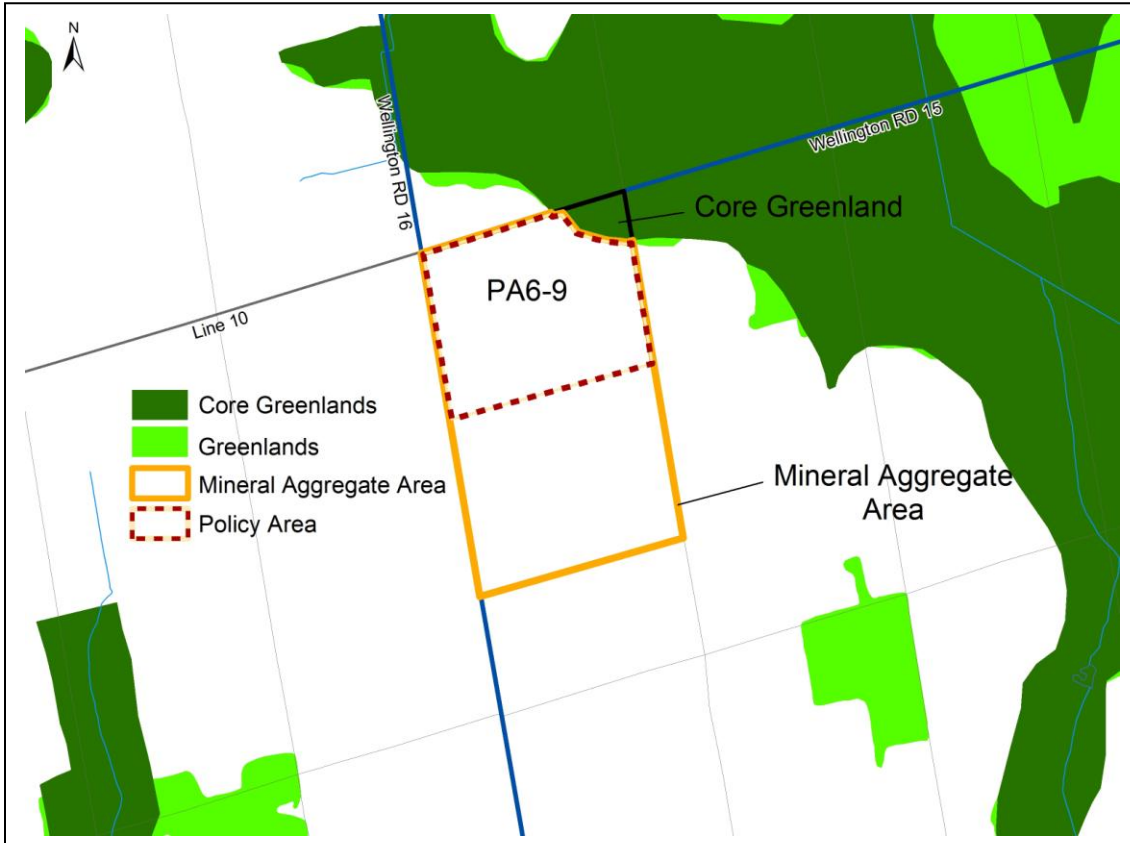 N
Wellington RD 16
Wellington RD 15
Core Greenland
PA6-9
Line 10
Core Greenlands
Greenlands
Mineral Aggregate Area
Policy Area
Mineral Aggregate
Area